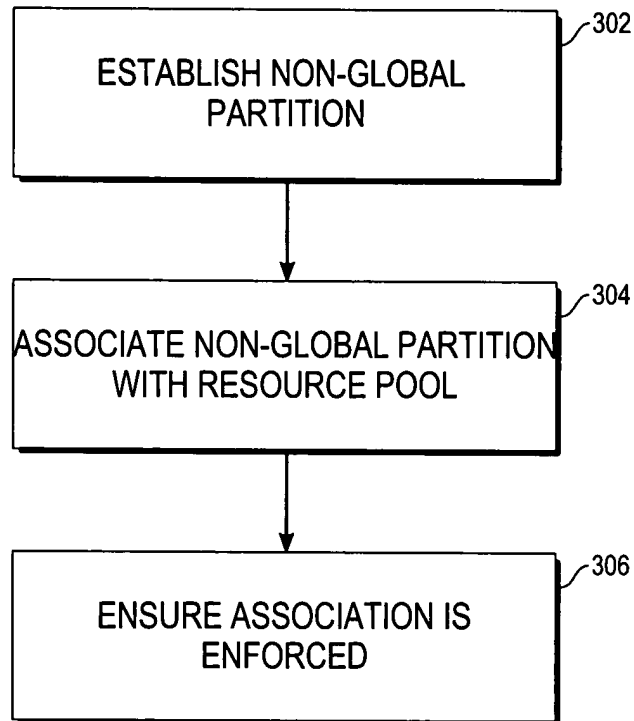 302
ESTABLISH NON-GLOBAL
PARTITION
304
ASSOCIATE NON-GLOBAL PARTITION
WITH RESOURCE POOL
306
ENSURE ASSOCIATION IS
ENFORCED